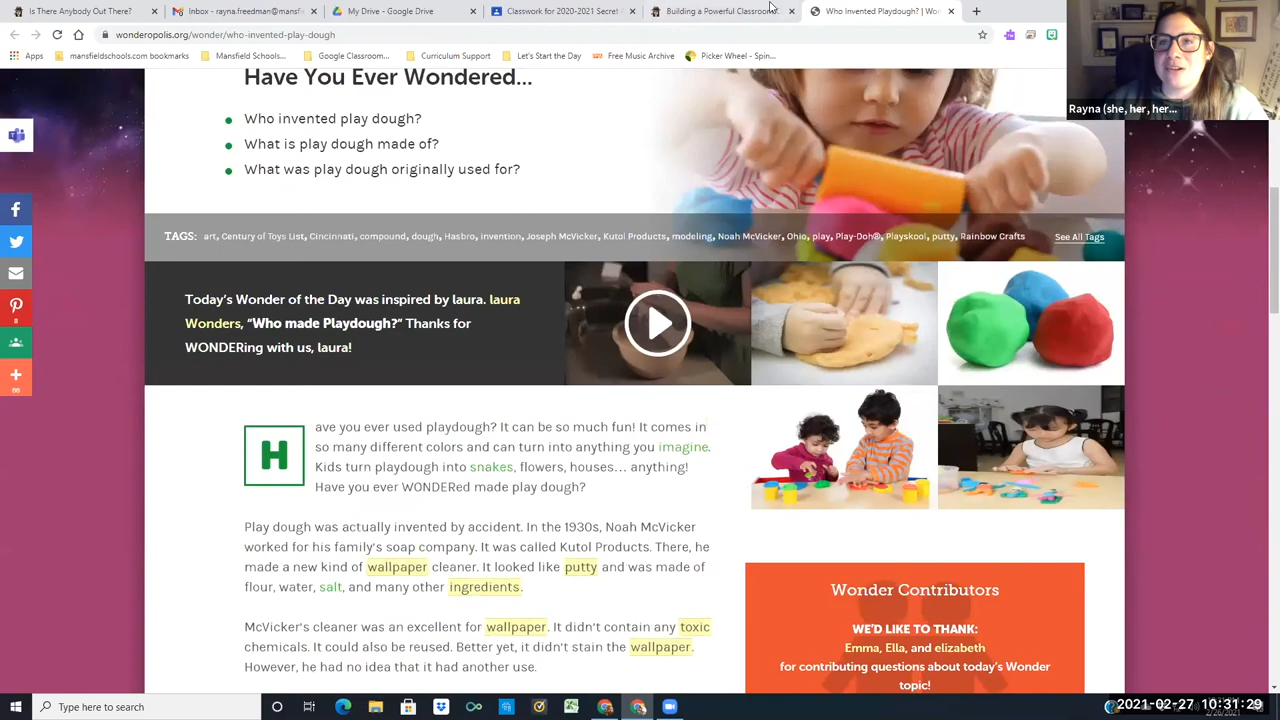 Is There Anybody Out There?
Inbox - rayna.freedman@mansf
My Drive - Google Drive
Classwork for 2020-2021 Secret A
Building a Powerful Classroom
Who Invented Playdough? | Won
wonderopolis.org/wonder/who-invented-play-dough
Apps
mansfieldschools.com bookmarks
Mansfield Schools...
Google Classroom...
Curriculum Support
Let's Start the Day
Free Music Archive
Picker Wheel - Spin...
Rayna (she, her, her...
Have You Ever Wondered...
Who invented play dough?
What is play dough made of?
What was play dough originally used for?
TAGS: art, Century of Toys List, Cincinnati, compound, dough, Hasbro, invention, Joseph McVicker, Kutol Products, modeling, Noah McVicker, Ohio, play, Play-Doh®, Playskool, putty, Rainbow Crafts
See All Tags
Today's Wonder of the Day was inspired by laura. laura
Wonders, "Who made Playdough?" Thanks for
WONDERing with us, laura!
H
ave you ever used playdough? It can be so much fun! It comes in
so many different colors and can turn into anything you imagine.
Kids turn playdough into snakes, flowers, houses… anything!
Have you ever WONDERed made play dough?
Play dough was actually invented by accident. In the 1930s, Noah McVicker
worked for his family's soap company. It was called Kutol Products. There, he
made a new kind of wallpaper cleaner. It looked like putty and was made of
flour, water, salt, and many other ingredients.
McVicker's cleaner was an excellent for wallpaper. It didn't contain any toxic
chemicals. It could also be reused. Better yet, it didn't stain the wallpaper.
However, he had no idea that it had another use.
Wonder Contributors
WE'D LIKE TO THANK:
Emma, Ella, and elizabeth
for contributing questions about today's Wonder
topic!
8
Type here to search
2021-02-27 10:31:29